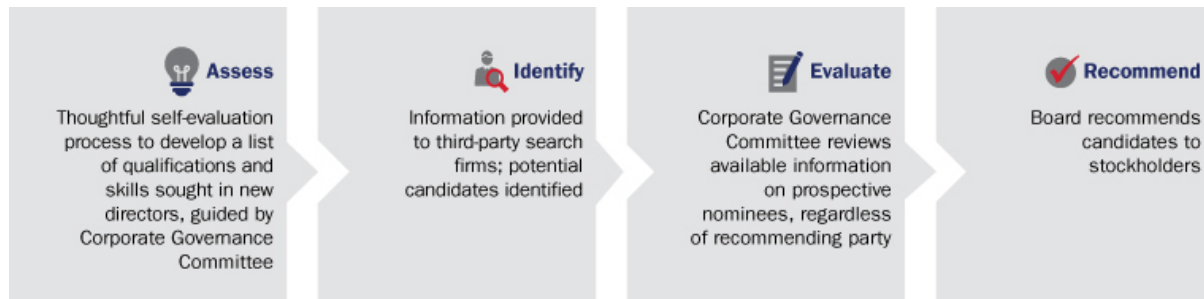 Assess
Thoughtful self-evaluation
process to develop a list
of qualifications and
skills sought in new
directors, guided by
Corporate Governance
Committee
Identify
Information provided
to third-party search
firms; potential
candidates identified
Evaluate
Corporate Governance
Committee reviews
available information
on prospective
nominees, regardless
of recommending party
Recommend
Board recommends
candidates to
stockholders